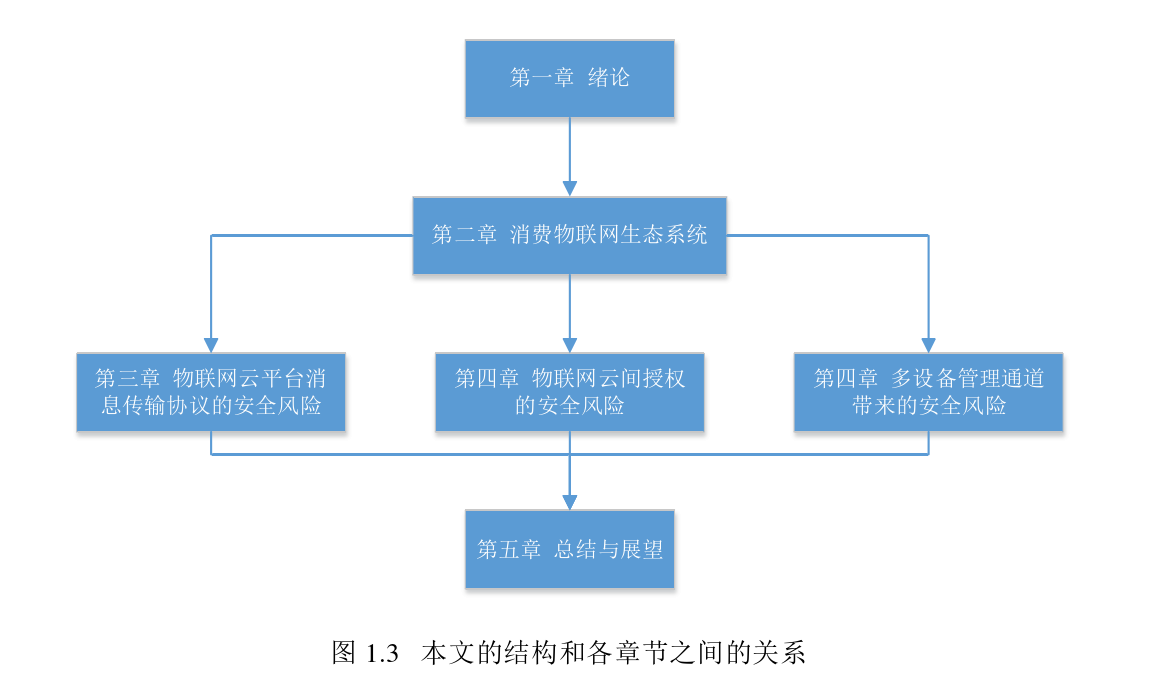 第一章 绪论
第二章 消费物联网生态系统
第三章 物联网云平台消
息传输协议的安全风险
第四章 物联网云间授权
的安全风险
第四章 多设备管理通道
带来的安全风险
第五章 总结与展望
图 1.3 本文的结构和各章节之间的关系